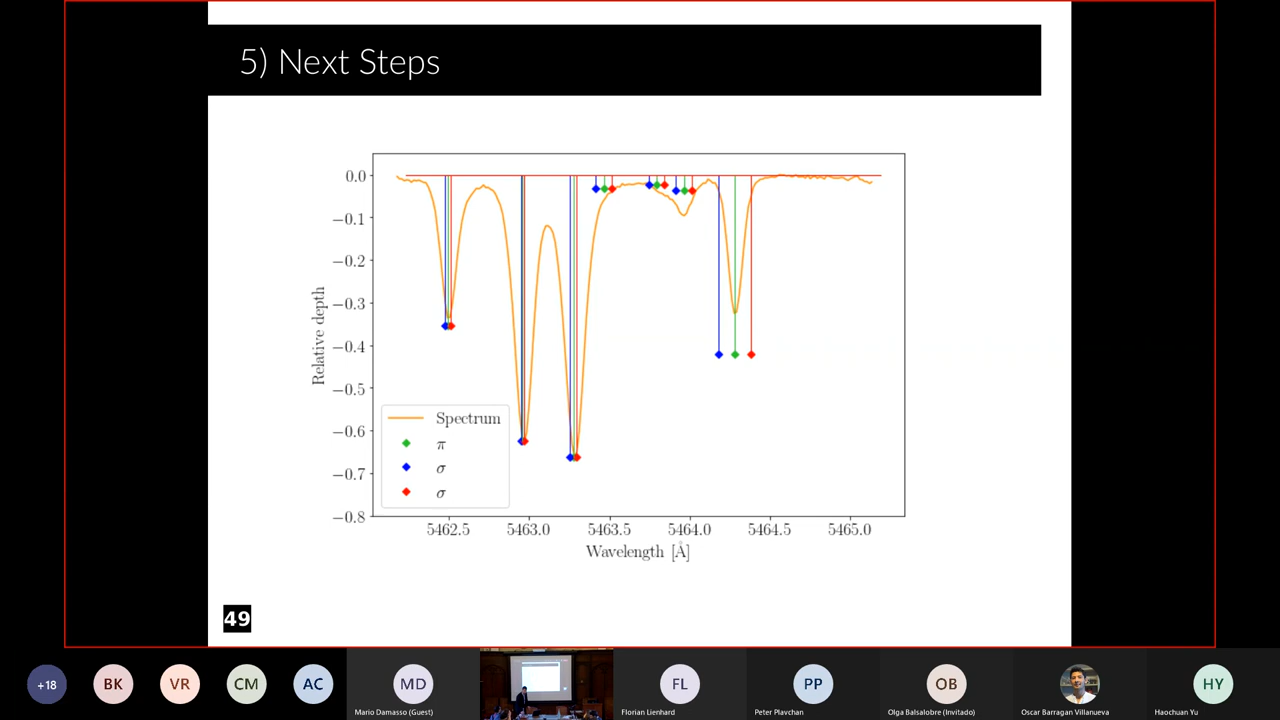 5) Next Steps
0.0
−0.1
−0.2
−0.3
−0.4
−0.5
−0.6
−0.7
−0.8
Relative depth
Spectrum
π
σ
σ
5462.5 5463.0 5463.5 5464.0 5464.5 5465.0
Wavelength [Å]
49
+18 BK VR CM AC MD FL PP OB HY
Mario Damasso (Guest) Florian Lienhard Peter Plavchan Olga Balsalobre (Invitado) Oscar Barragan Villanueva Haochuan Yu